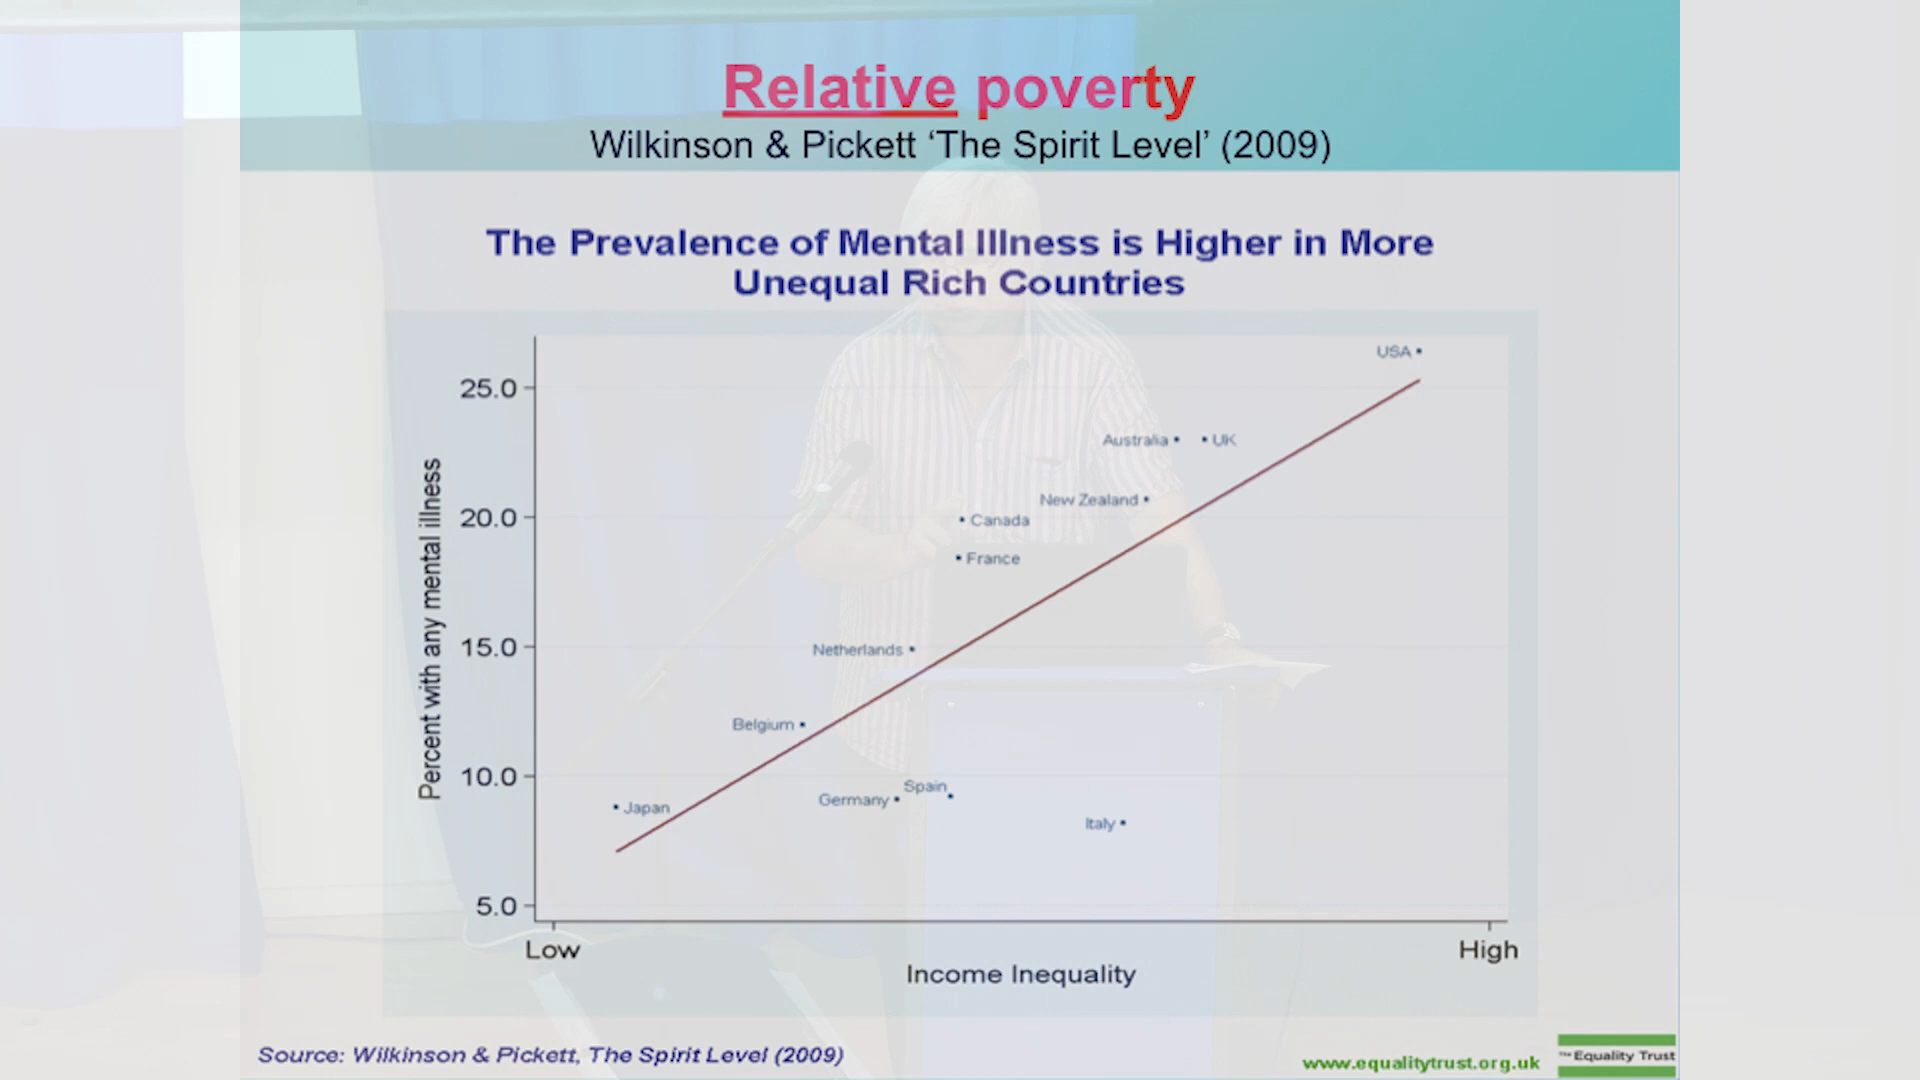 Relative poverty
Wilkinson & Pickett ‘The Spirit Level’ (2009)
The Prevalence of Mental Illness is Higher in More
Unequal Rich Countries
USA
25.0
Australia
UK
New Zealand
20.0
Canada
France
Percent with any mental illness
15.0
Netherlands
Belgium
10.0
Spain
Germany
Japan
Italy
5.0
Low
High
Income Inequality
Source: Wilkinson & Pickett, The Spirit Level (2009)
www.equalitytrust.org.uk
The Equality Trust